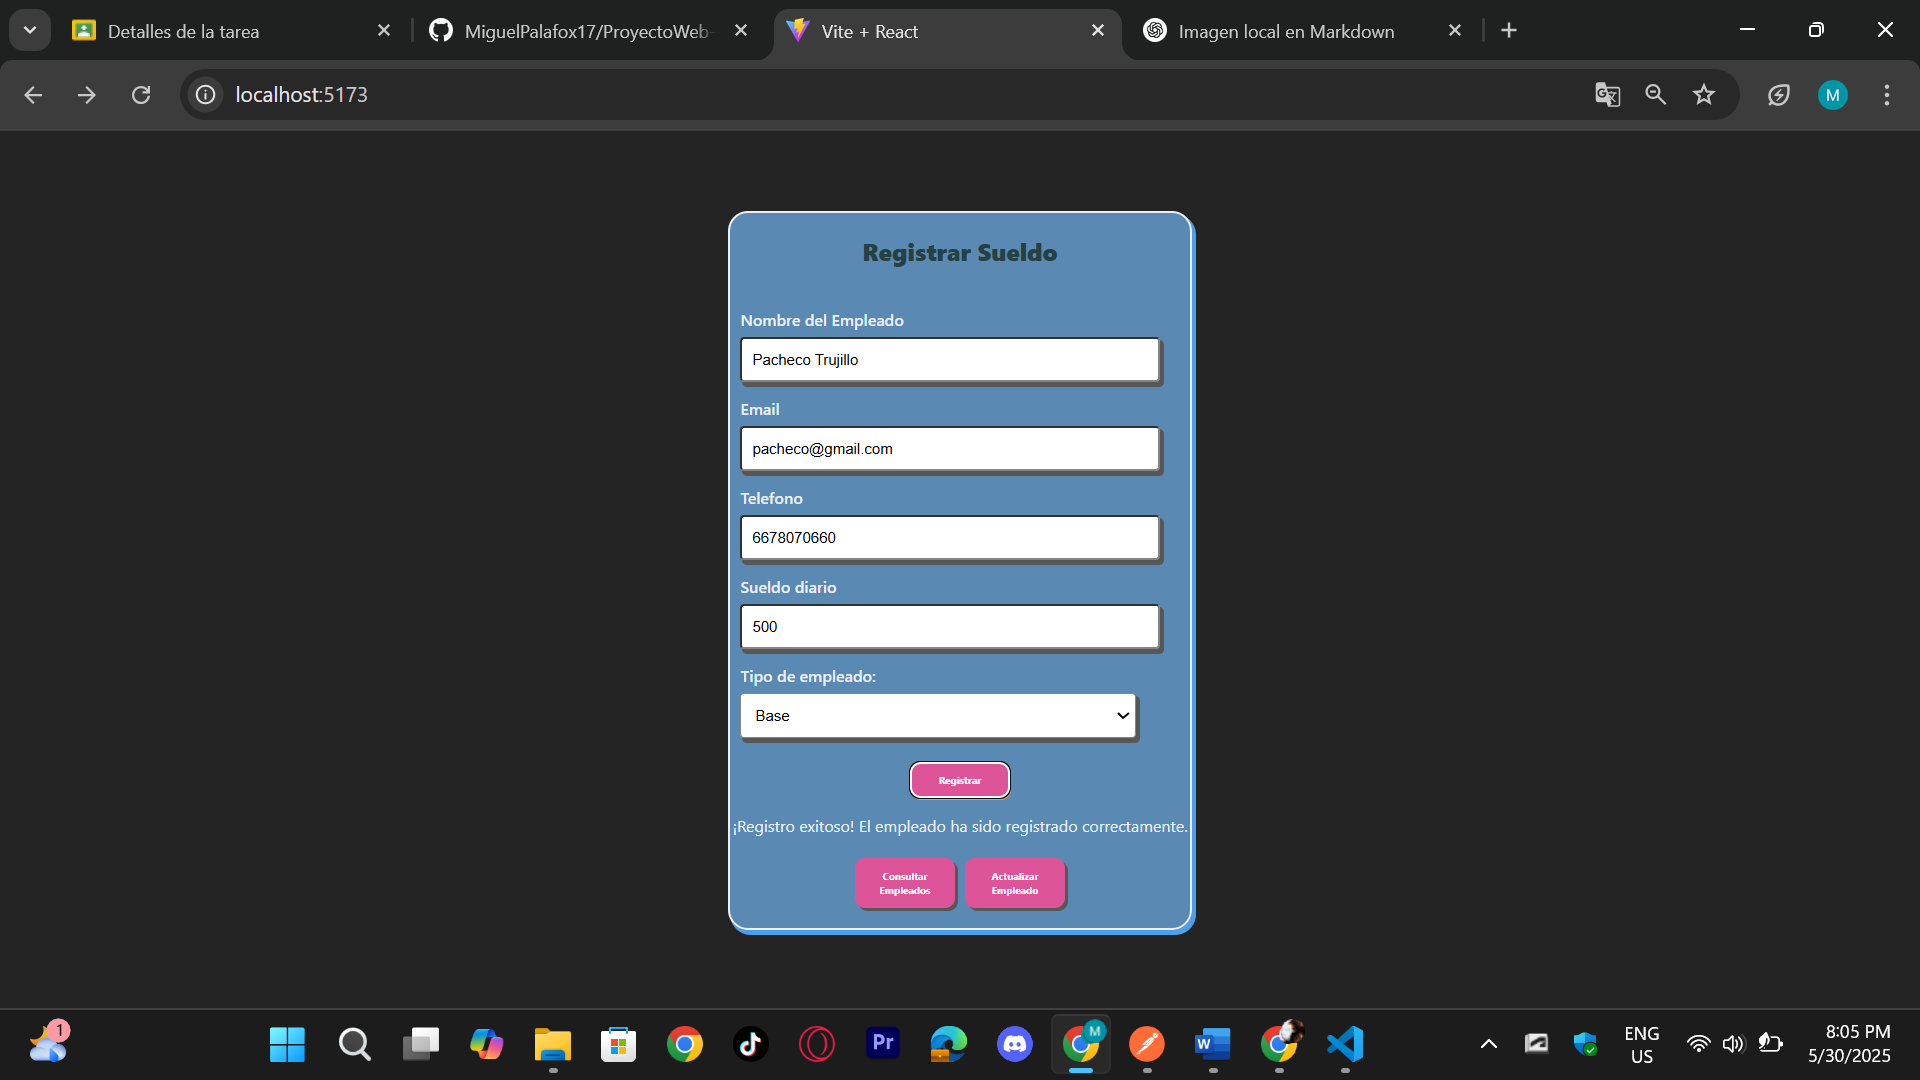 Detalles de la tarea
MiguelPalafox17/ProyectoWeb-
Vite + React
Imagen local en Markdown
localhost:5173
M
Registrar Sueldo
Nombre del Empleado
Pacheco Trujillo
Email
pacheco@gmail.com
Telefono
6678070660
Sueldo diario
500
Tipo de empleado:
Base
Registrar
¡Registro exitoso! El empleado ha sido registrado correctamente.
Consultar
Empleados
Actualizar
Empleado
1
Pr
M
W
ENG
US
8:05 PM
5/30/2025